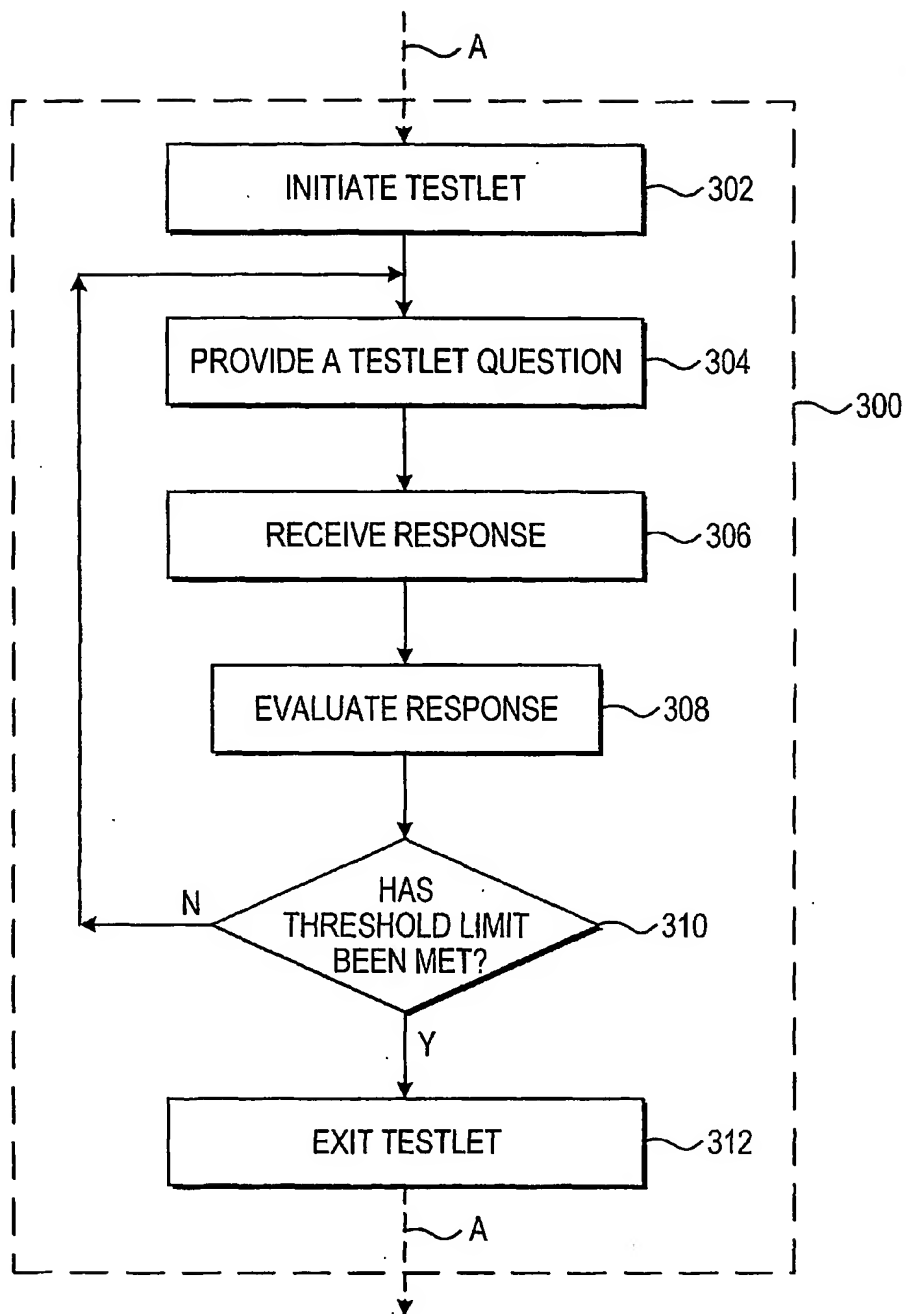 A
INITIATE TESTLET
302
PROVIDE A TESTLET QUESTION
304
300
RECEIVE RESPONSE
306
EVALUATE RESPONSE
308
N
HAS
THRESHOLD LIMIT
BEEN MET?
310
Y
EXIT TESTLET
312
A